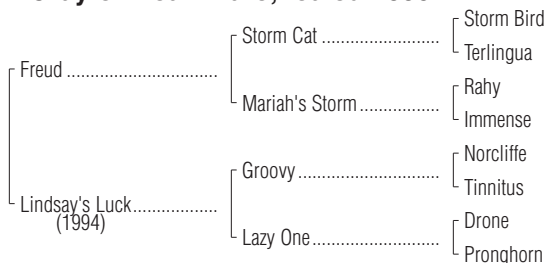 Storm Bird
Storm Cat ........................
Terlingua
Freud ...............................
Rahy
Mariah's Storm ................
Immense
Norcliffe
Groovy .............................
Tinnitus
Lindsay's Luck .................
(1994)
Drone
Lazy One ..........................
Pronghorn